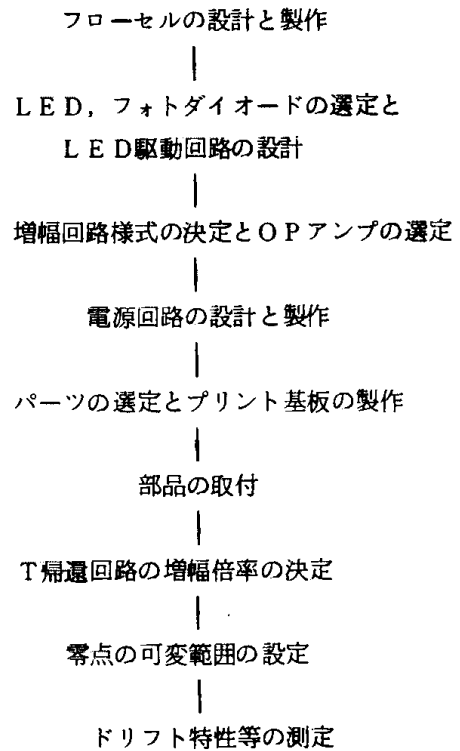 フローセルの設計と製作
LED,フォトダイオードの選定と
LED駆動回路の設計
増幅回路様式の決定とOPアンプの選定
電源回路の設計と製作
パーツの選定とプリント基板の製作
部品の取付
T帰還回路の増幅倍率の決定
零点の可変範囲の設定
ドリフト特性等の測定